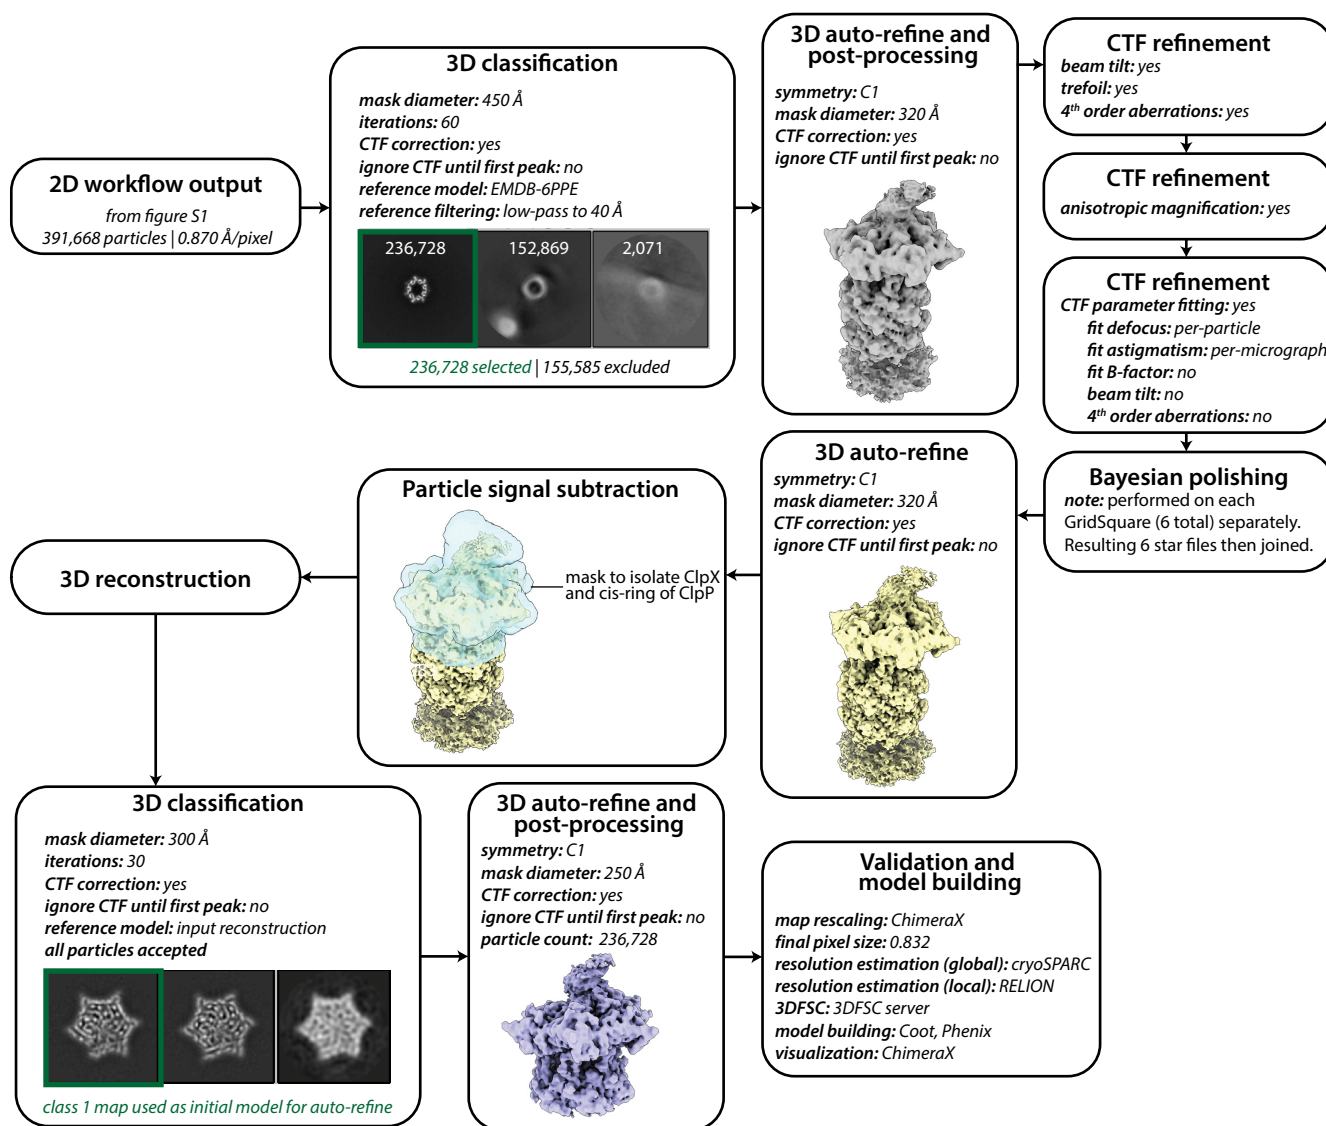 2D workflow output
from figure S1
391,668 particles | 0.870 Å/pixel
3D classification
mask diameter: 450 Å
iterations: 60
CTF correction: yes
ignore CTF until first peak: no
reference model: EMDB-6PPE
reference filtering: low-pass to 40 Å
236,728
152,869
2,071
236,728 selected | 155,585 excluded
3D auto-refine and
post-processing
symmetry: C1
mask diameter: 320 Å
CTF correction: yes
ignore CTF until first peak: no
CTF refinement
beam tilt: yes
trefoil: yes
4th order aberrations: yes
CTF refinement
anisotropic magnification: yes
CTF refinement
CTF parameter fitting: yes
fit defocus: per-particle
fit astigmatism: per-micrograph
fit B-factor: no
beam tilt: no
4th order aberrations: no
Bayesian polishing
note: performed on each
GridSquare (6 total) separately.
Resulting 6 star files then joined.
3D auto-refine
symmetry: C1
mask diameter: 320 Å
CTF correction: yes
ignore CTF until first peak: no
Particle signal subtraction
mask to isolate ClpX
and cis-ring of ClpP
3D reconstruction
3D classification
mask diameter: 300 Å
iterations: 30
CTF correction: yes
ignore CTF until first peak: no
reference model: input reconstruction
all particles accepted
class 1 map used as initial model for auto-refine
3D auto-refine and
post-processing
symmetry: C1
mask diameter: 250 Å
CTF correction: yes
ignore CTF until first peak: no
particle count: 236,728
Validation and
model building
map rescaling: ChimeraX
final pixel size: 0.832
resolution estimation (global): cryoSPARC
resolution estimation (local): RELION
3DFSC: 3DFSC server
model building: Coot, Phenix
visualization: ChimeraX